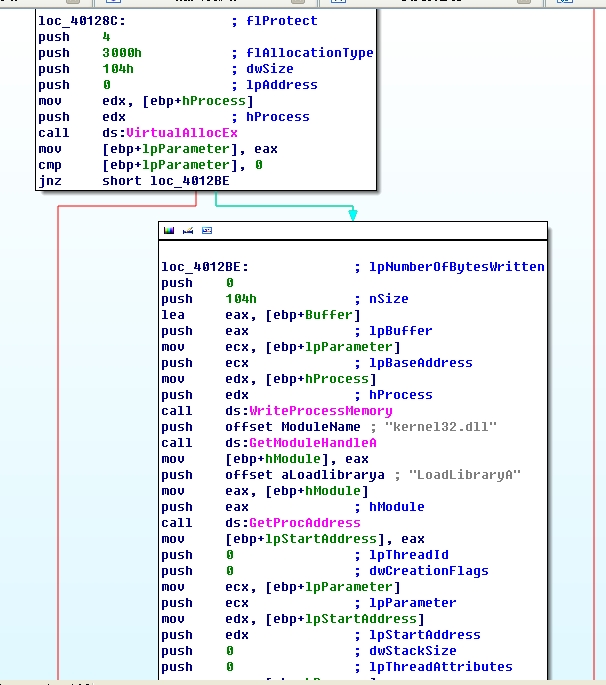 loc_40128C: ; flProtect
push 4
push 3000h ; flAllocationType
push 104h ; dwSize
push 0 ; lpAddress
mov edx, [ebp+hProcess]
push edx ; hProcess
call ds:VirtualAllocEx
mov [ebp+lpParameter], eax
cmp [ebp+lpParameter], 0
jnz short loc_4012BE
loc_4012BE: ; lpNumberOfBytesWritten
push 0
push 104h ; nSize
lea eax, [ebp+Buffer]
push eax ; lpBuffer
mov ecx, [ebp+lpParameter]
push ecx ; lpBaseAddress
mov edx, [ebp+hProcess]
push edx ; hProcess
call ds:WriteProcessMemory
push offset ModuleName ; "kernel32.dll"
call ds:GetModuleHandleA
mov [ebp+hModule], eax
push offset aLoadlibrarya ; "LoadLibraryA"
mov eax, [ebp+hModule]
push eax ; hModule
call ds:GetProcAddress
mov [ebp+lpStartAddress], eax
push 0 ; lpThreadId
push 0 ; dwCreationFlags
mov ecx, [ebp+lpParameter]
push ecx ; lpParameter
mov edx, [ebp+lpStartAddress]
push edx ; lpStartAddress
push 0 ; dwStackSize
push 0 ; lpThreadAttributes